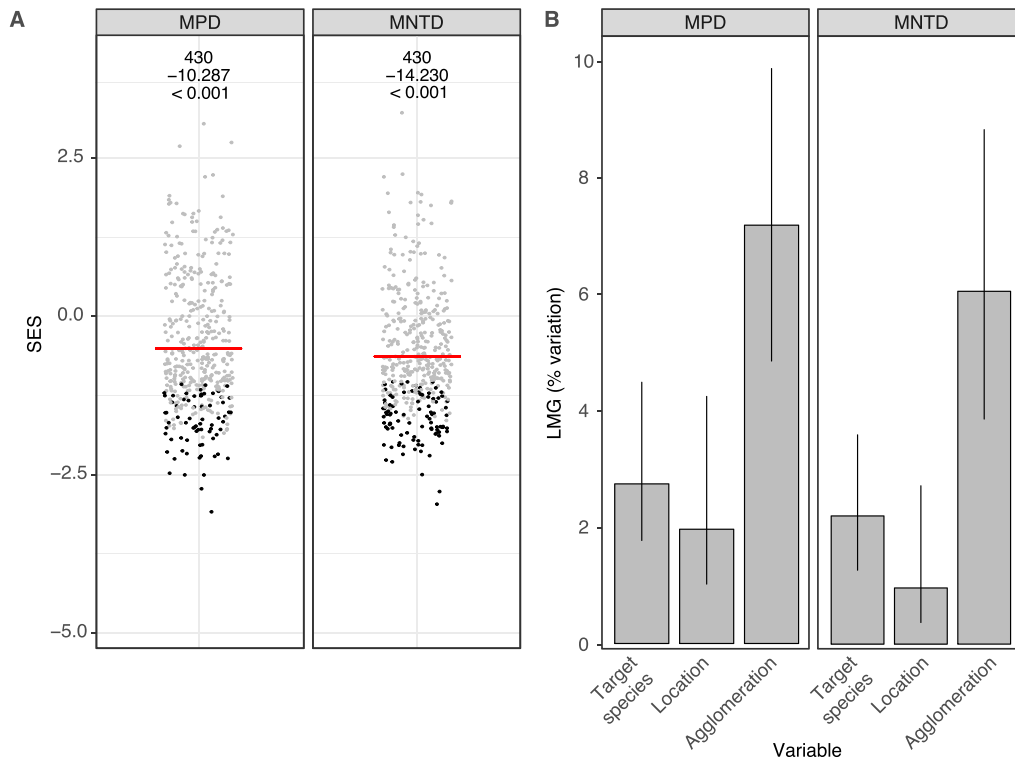 A
MPD
MNTD
430
−10.287
< 0.001
430
−14.230
< 0.001
2.5
0.0
−2.5
−5.0
SES
B
MPD
MNTD
10
8
6
4
2
0
LMG (% variation)
Target
species
Location
Agglomeration
Target
species
Location
Agglomeration
Variable